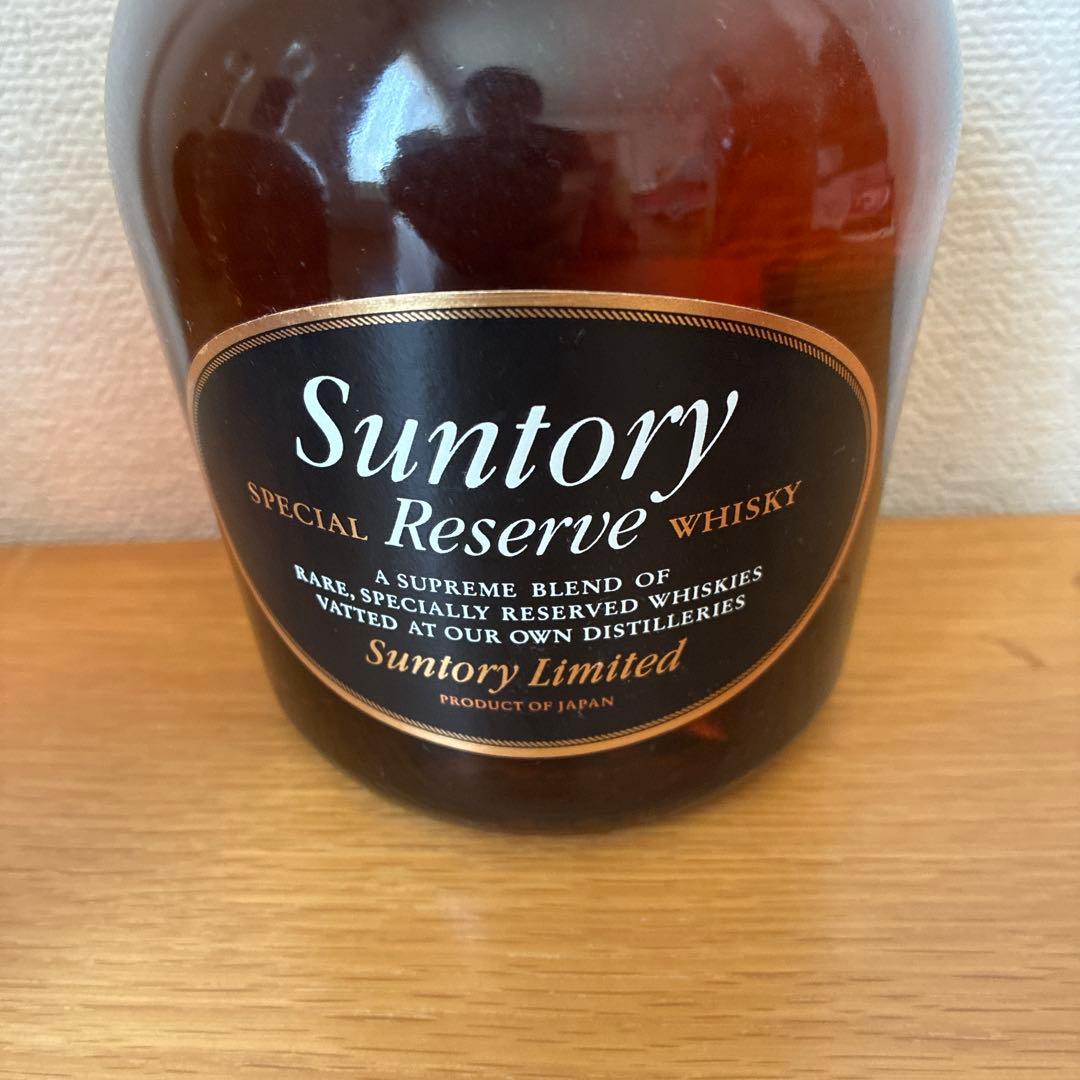 Suntory
SPECIAL Reserve WHISKY
A SUPREME BLEND OF
RARE, SPECIALLY RESERVED WHISKIES
VATTED AT OUR OWN DISTILLERIES
Suntory Limited
PRODUCT OF JAPAN